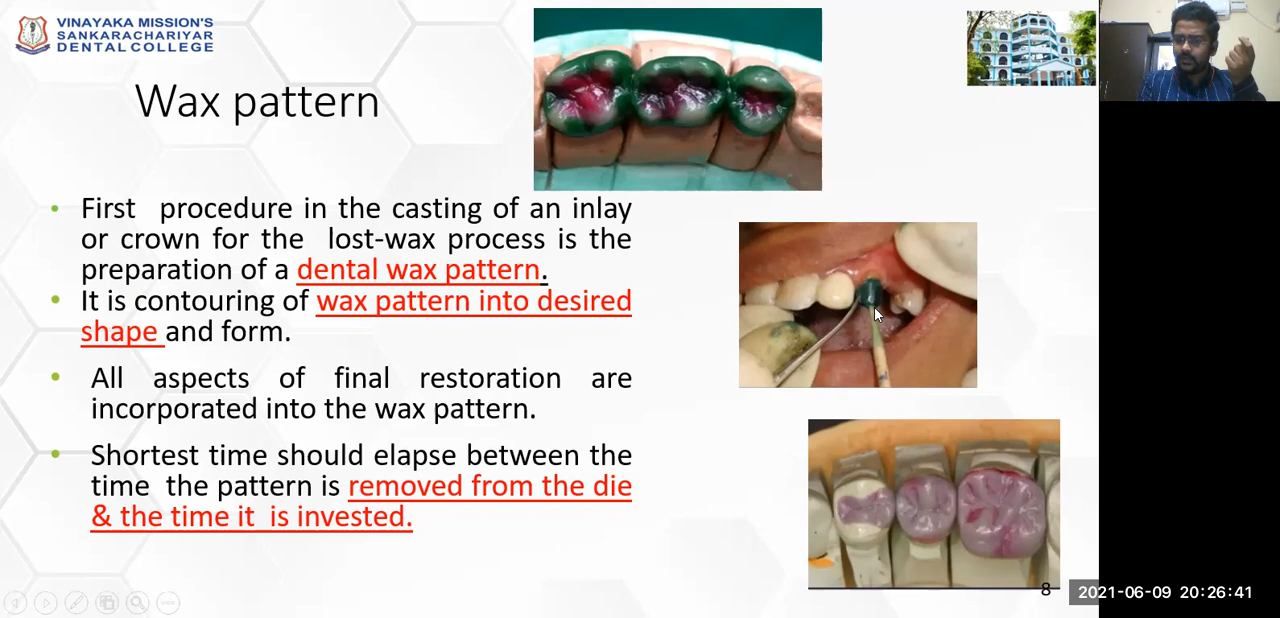 VINAYAKA MISSION'S
SANKARACHARIYAR
DENTAL COLLEGE
Wax pattern
• First procedure in the casting of an inlay
or crown for the lost-wax process is the
preparation of a dental wax pattern.
• It is contouring of wax pattern into desired
shape and form.
• All aspects of final restoration are
incorporated into the wax pattern.
• Shortest time should elapse between the
time the pattern is removed from the die
& the time it is invested.
8
2021-06-09 20:26:41